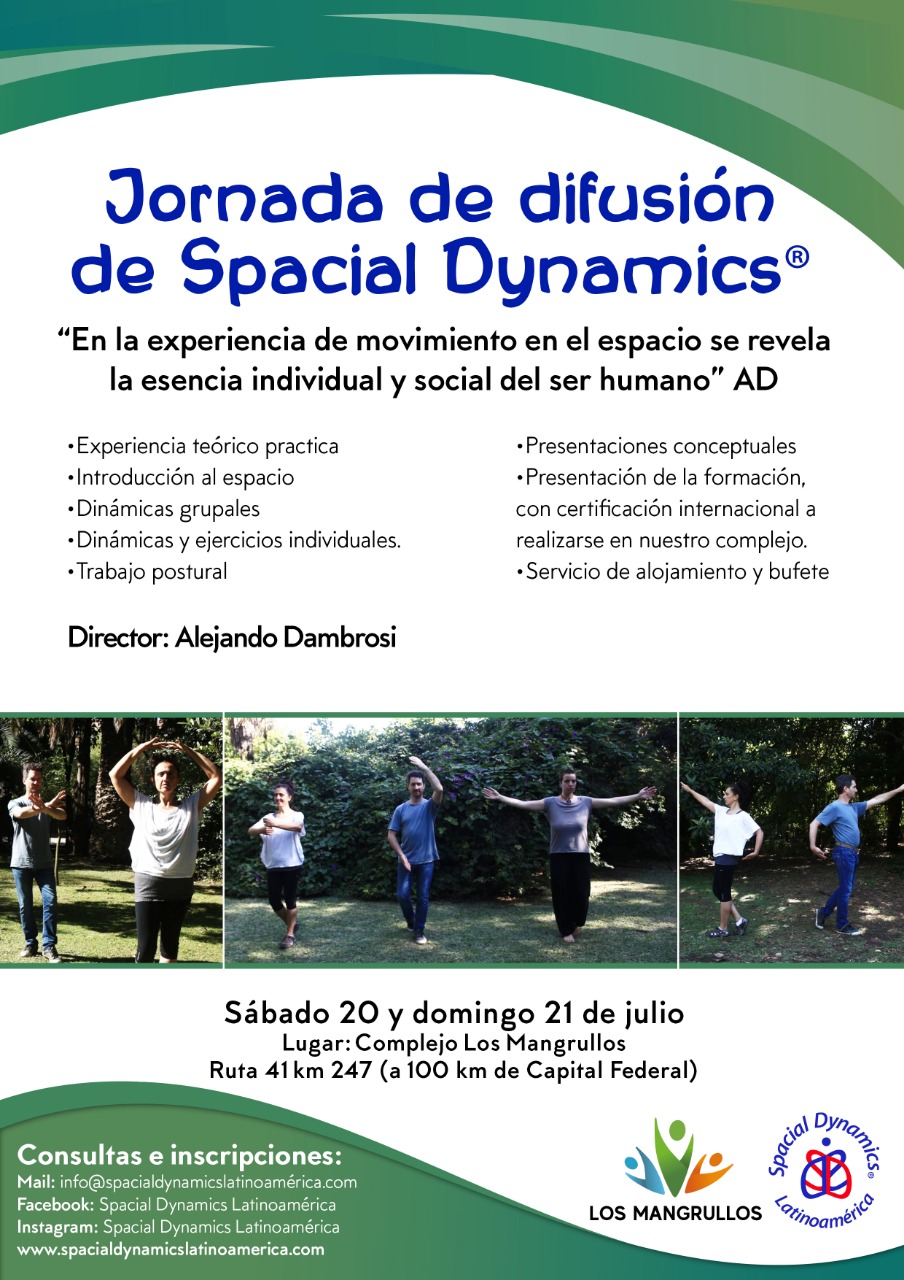 Jornada de difusión
de Spacial Dynamics®
“En la experiencia de movimiento en el espacio se revela
la esencia individual y social del ser humano” AD
•Experiencia teórico practica
•Introducción al espacio
•Dinámicas grupales
•Dinámicas y ejercicios individuales.
•Trabajo postural
•Presentaciones conceptuales
•Presentación de la formación,
con certificación internacional a
realizarse en nuestro complejo.
•Servicio de alojamiento y bufete
Director: Alejando Dambrosi
Sábado 20 y domingo 21 de julio
Lugar: Complejo Los Mangrullos
Ruta 41 km 247 (a 100 km de Capital Federal)
Consultas e inscripciones:
Mail: info@spacialdynamicslatinoamérica.com
Facebook: Spacial Dynamics Latinoamérica
Instagram: Spacial Dynamics Latinoamérica
www.spacialdynamicslatinoamerica.com
LOS MANGRULLOS
Spacial Dynamics®
Latinoamérica